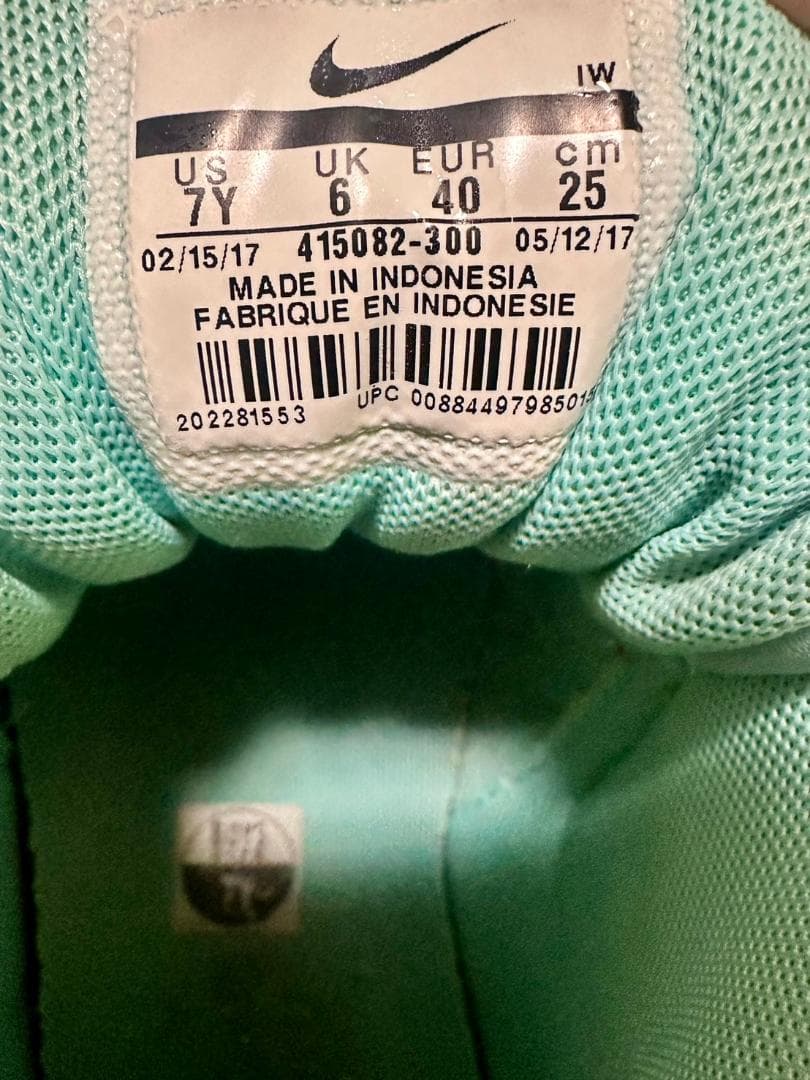 IW
US UK EUR cm
7Y 6 40 25
02/15/17 415082-300 05/12/17
MADE IN INDONESIA
FABRIQUE EN INDONESIE
202281553 UPC